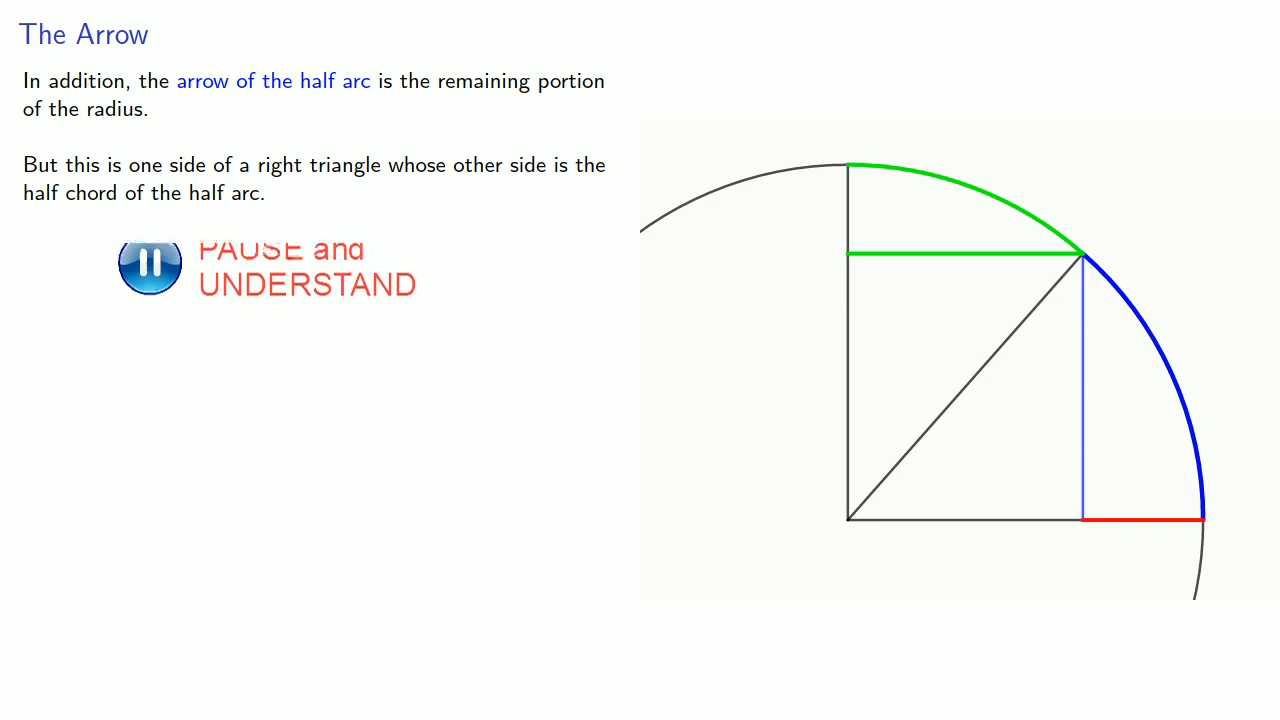 The Arrow
In addition, the arrow of the half arc is the remaining portion
of the radius.
But this is one side of a right triangle whose other side is the
half chord of the half arc.
PAUSE and
UNDERSTAND